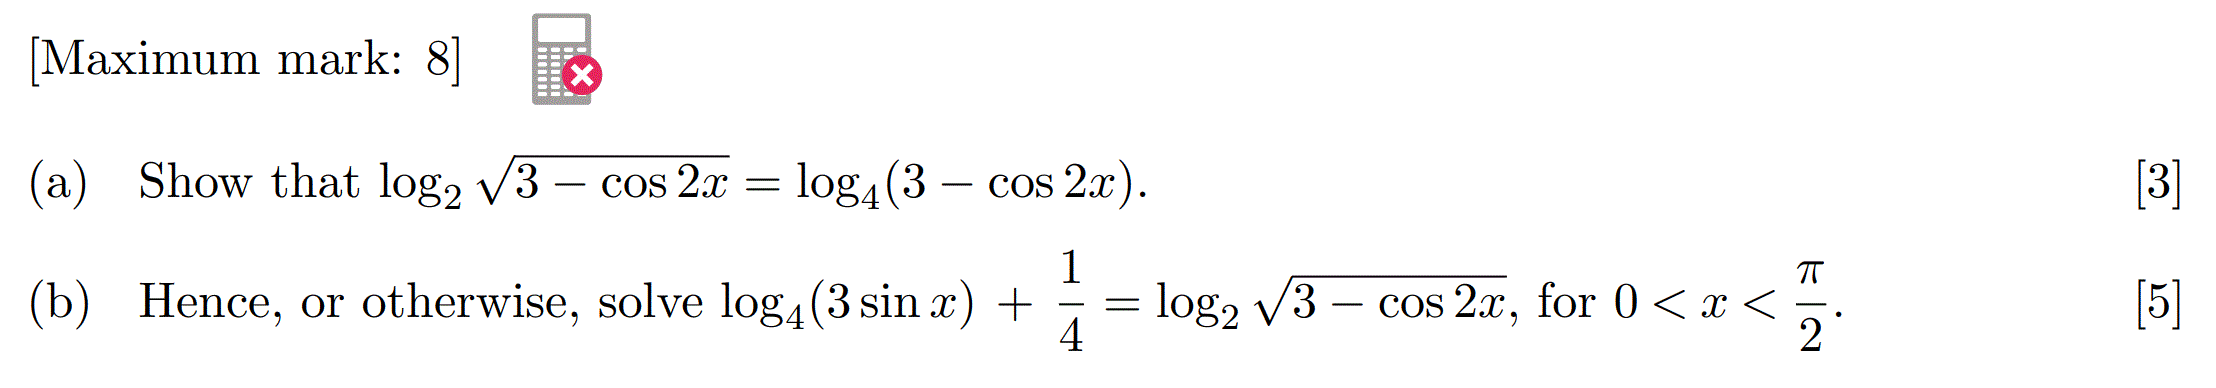 [Maximum mark: 8]
(a) Show that log₂ √(3 − cos 2x) = log₄(3 − cos 2x). [3]
(b) Hence, or otherwise, solve log₄(3 sin x) + 1/4 = log₂ √(3 − cos 2x), for 0 < x < π/2. [5]